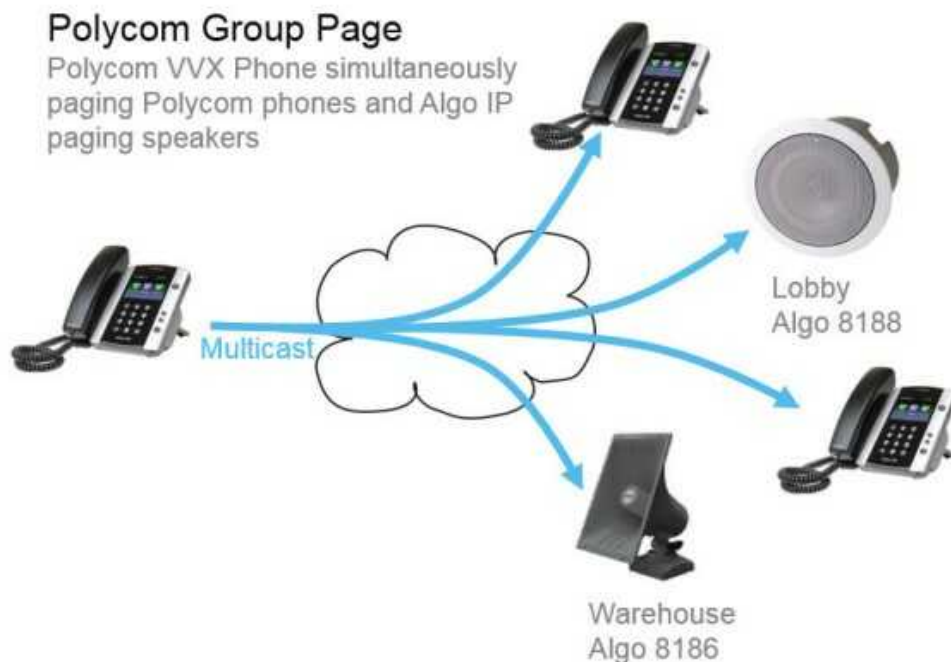 Polycom Group Page
Polycom VVX Phone simultaneously
paging Polycom phones and Algo IP
paging speakers
Lobby
Algo 8188
Multicast
Warehouse
Algo 8186